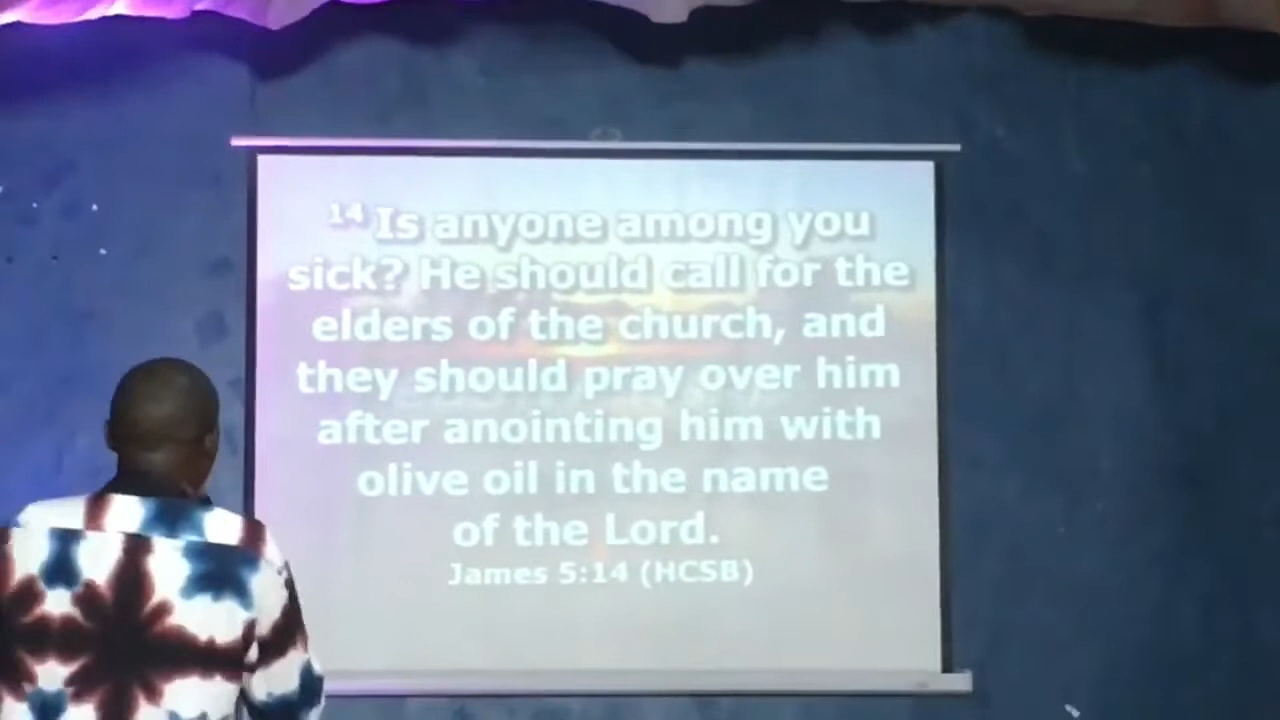 14 Is anyone among you
sick? He should call for the
elders of the church, and
they should pray over him
after anointing him with
olive oil in the name
of the Lord.
James 5:14 (HCSB)